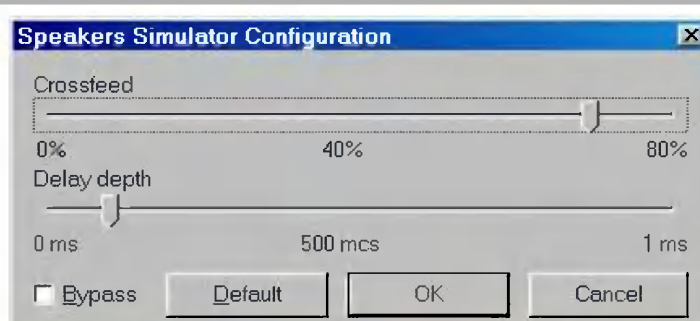 Speakers Simulator Configuration
Crossfeed
0% 40% 80%
Delay depth
0 ms 500 mcs 1 ms
Bypass Default OK Cancel